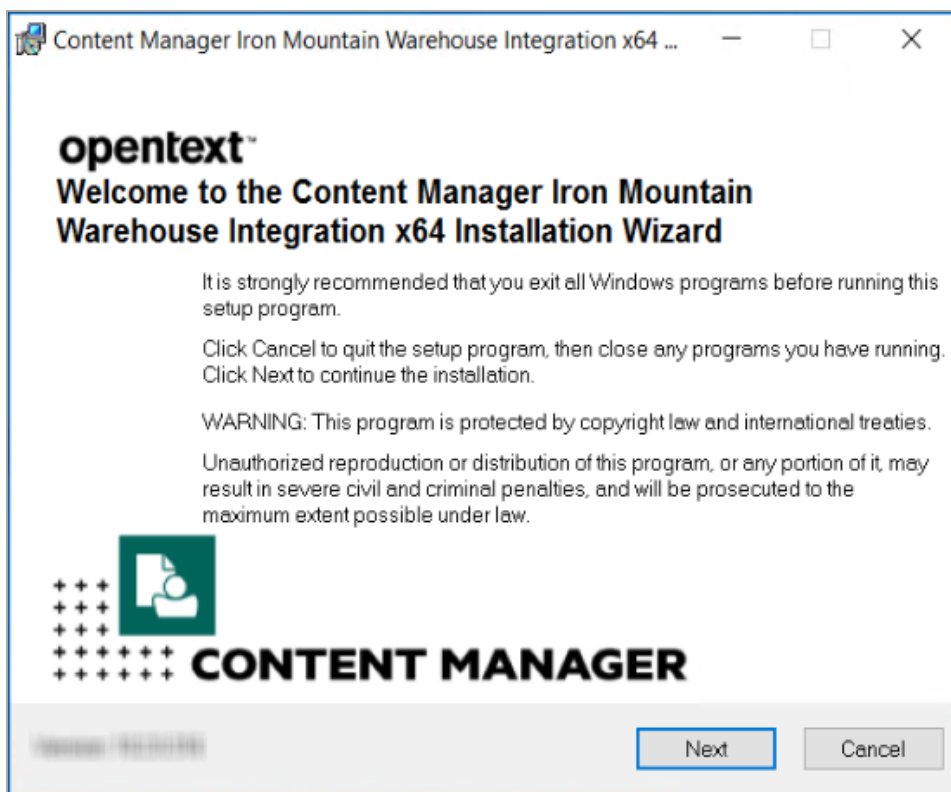 Content Manager Iron Mountain Warehouse Integration x64 ...
opentext™
Welcome to the Content Manager Iron Mountain
Warehouse Integration x64 Installation Wizard
It is strongly recommended that you exit all Windows programs before running this
setup program.
Click Cancel to quit the setup program, then close any programs you have running.
Click Next to continue the installation.
WARNING: This program is protected by copyright law and international treaties.
Unauthorized reproduction or distribution of this program, or any portion of it, may
result in severe civil and criminal penalties, and will be prosecuted to the
maximum extent possible under law.
CONTENT MANAGER
Next
Cancel